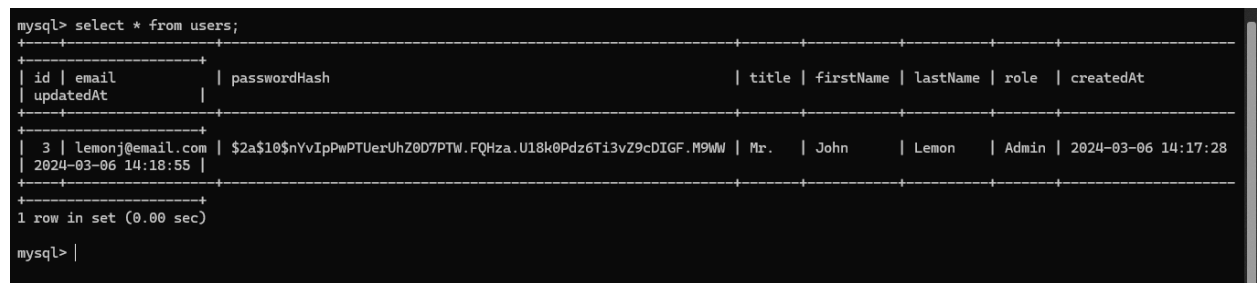 mysql> select * from users;
+----+------------------+--------------------------------------------------------------+-------+-----------+----------+-------+---------------------
+---------------------+
| id | email            | passwordHash                                                 | title | firstName | lastName | role  | createdAt
| updatedAt           |
+----+------------------+--------------------------------------------------------------+-------+-----------+----------+-------+---------------------
+---------------------+
|  3 | lemonj@email.com | $2a$10$nYvIpPwPTUerUhZ0D7PTW.FQHza.U18k0Pdz6Ti3vZ9cDIGF.M9WW | Mr.   | John      | Lemon    | Admin | 2024-03-06 14:17:28
| 2024-03-06 14:18:55 |
+----+------------------+--------------------------------------------------------------+-------+-----------+----------+-------+---------------------
+---------------------+
1 row in set (0.00 sec)
mysql>